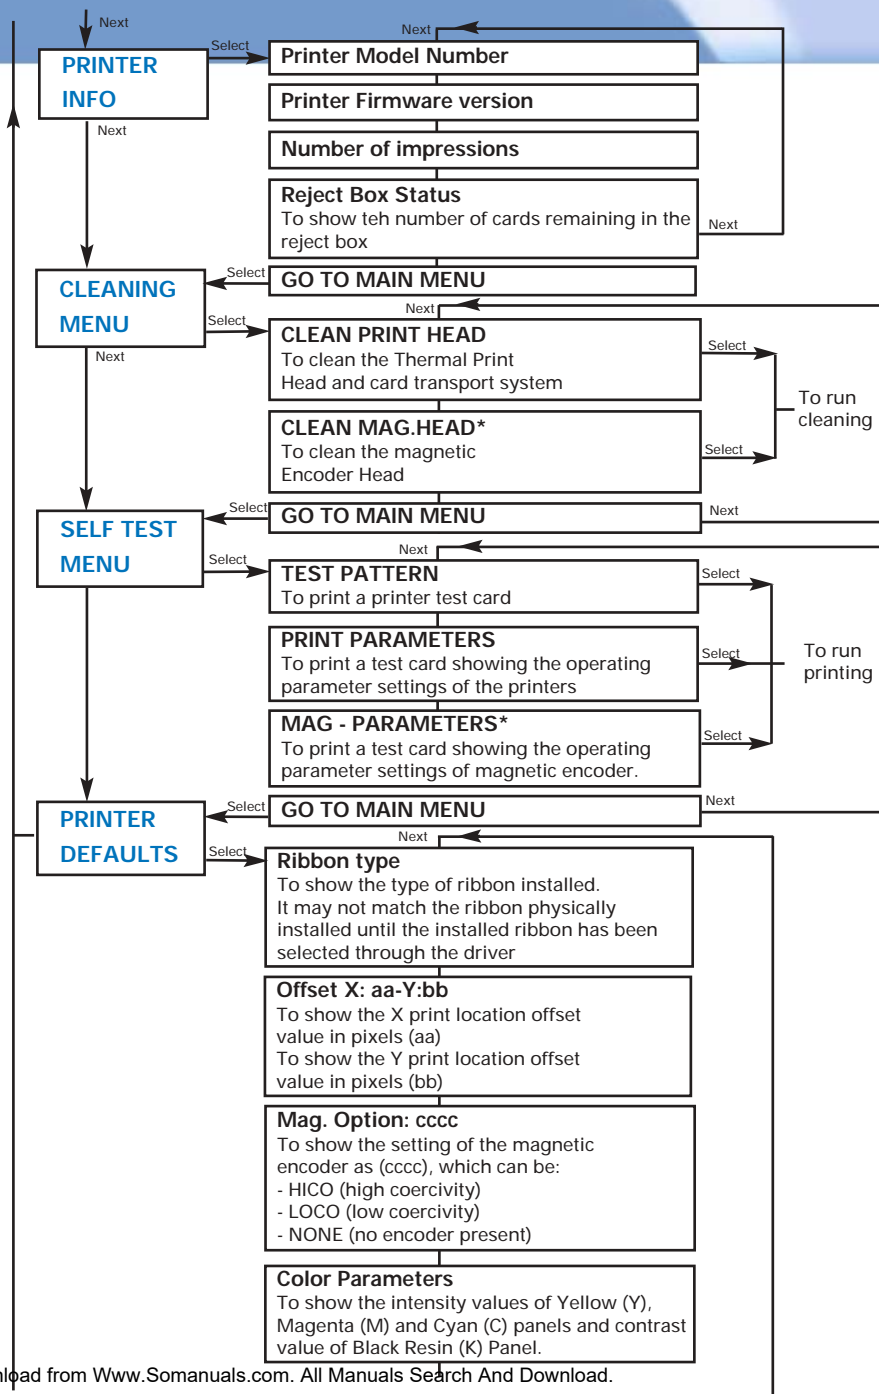 Next
Next
Select
PRINTER
INFO
Printer Model Number
Printer Firmware version
Next
Number of impressions
Reject Box Status
To show teh number of cards remaining in the
reject box
Next
Select
GO TO MAIN MENU
CLEANING
MENU
Next
Select
CLEAN PRINT HEAD
To clean the Thermal Print
Head and card transport system
Select
Next
To run
cleaning
CLEAN MAG.HEAD*
To clean the magnetic
Encoder Head
Select
Select
GO TO MAIN MENU
Next
SELF TEST
MENU
Next
Select
TEST PATTERN
To print a printer test card
Select
PRINT PARAMETERS
To print a test card showing the operating
parameter settings of the printers
Select
To run
printing
MAG - PARAMETERS*
To print a test card showing the operating
parameter settings of magnetic encoder.
Select
Select
GO TO MAIN MENU
Next
PRINTER
DEFAULTS
Next
Select
Ribbon type
To show the type of ribbon installed.
It may not match the ribbon physically
installed until the installed ribbon has been
selected through the driver
Offset X: aa-Y:bb
To show the X print location offset
value in pixels (aa)
To show the Y print location offset
value in pixels (bb)
Mag. Option: cccc
To show the setting of the magnetic
encoder as (cccc), which can be:
- HICO (high coercivity)
- LOCO (low coercivity)
- NONE (no encoder present)
Color Parameters
To show the intensity values of Yellow (Y),
Magenta (M) and Cyan (C) panels and contrast
value of Black Resin (K) Panel.
nload from Www.Somanuals.com. All Manuals Search And Download.